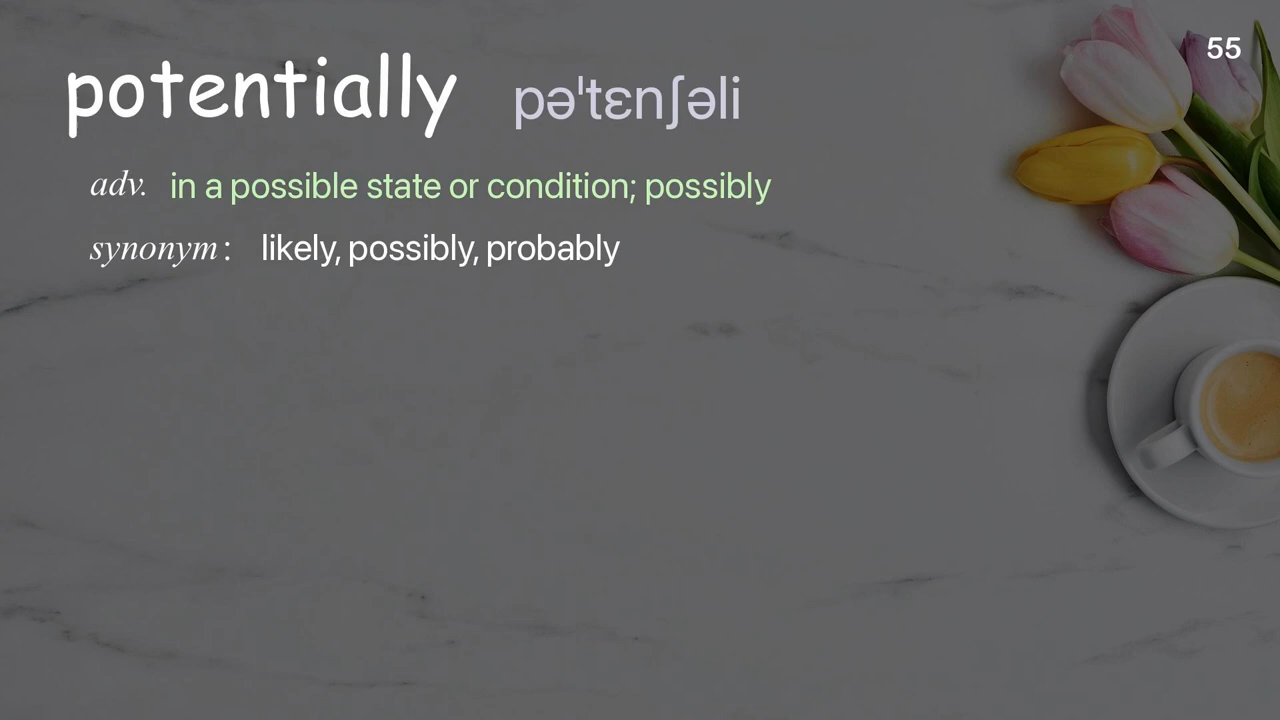 55
potentially pəˈtɛnʃəli
adv. in a possible state or condition; possibly
synonym: likely, possibly, probably